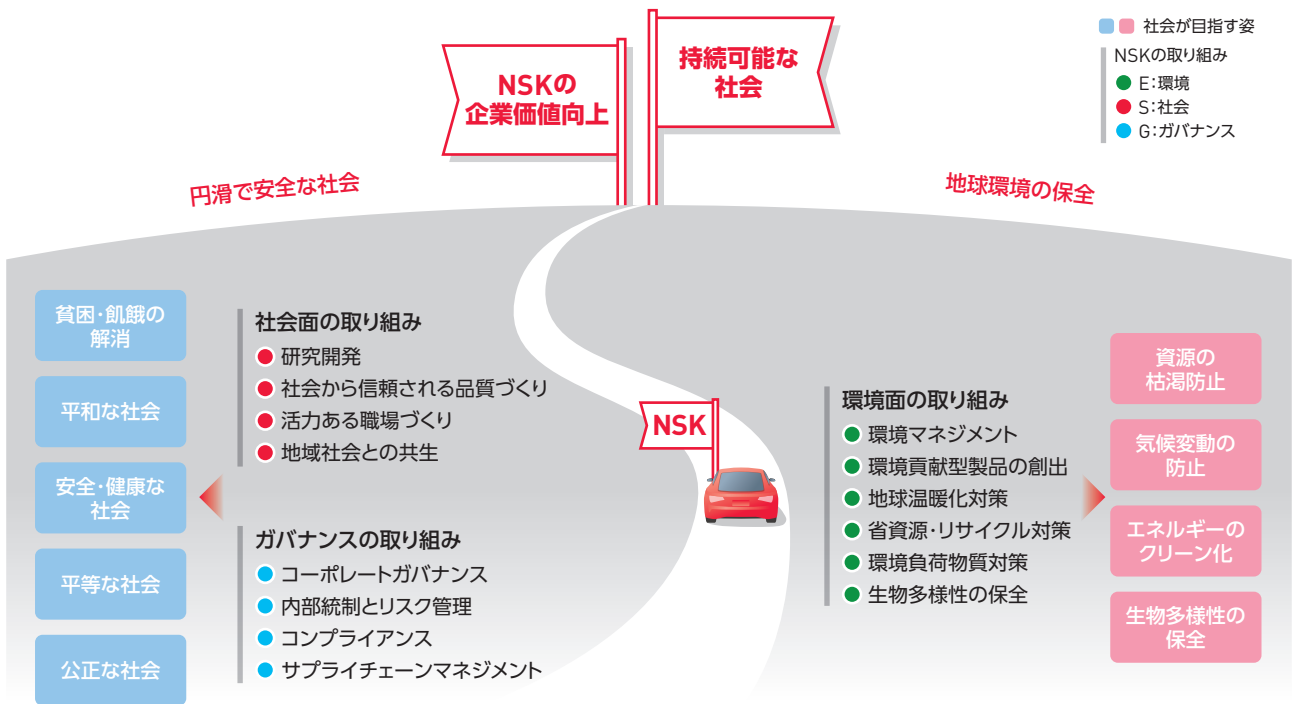 NSKの
企業価値向上
持続可能な
社会
社会が目指す姿
NSKの取り組み
E:環境
S:社会
G:ガバナンス
円滑で安全な社会
地球環境の保全
貧困・飢餓の
解消
平和な社会
安全・健康な
社会
平等な社会
公正な社会
社会面の取り組み
研究開発
社会から信頼される品質づくり
活力ある職場づくり
地域社会との共生
ガバナンスの取り組み
コーポレートガバナンス
内部統制とリスク管理
コンプライアンス
サプライチェーンマネジメント
NSK
環境面の取り組み
環境マネジメント
環境貢献型製品の創出
地球温暖化対策
省資源・リサイクル対策
環境負荷物質対策
生物多様性の保全
資源の
枯渇防止
気候変動の
防止
エネルギーの
クリーン化
生物多様性の
保全